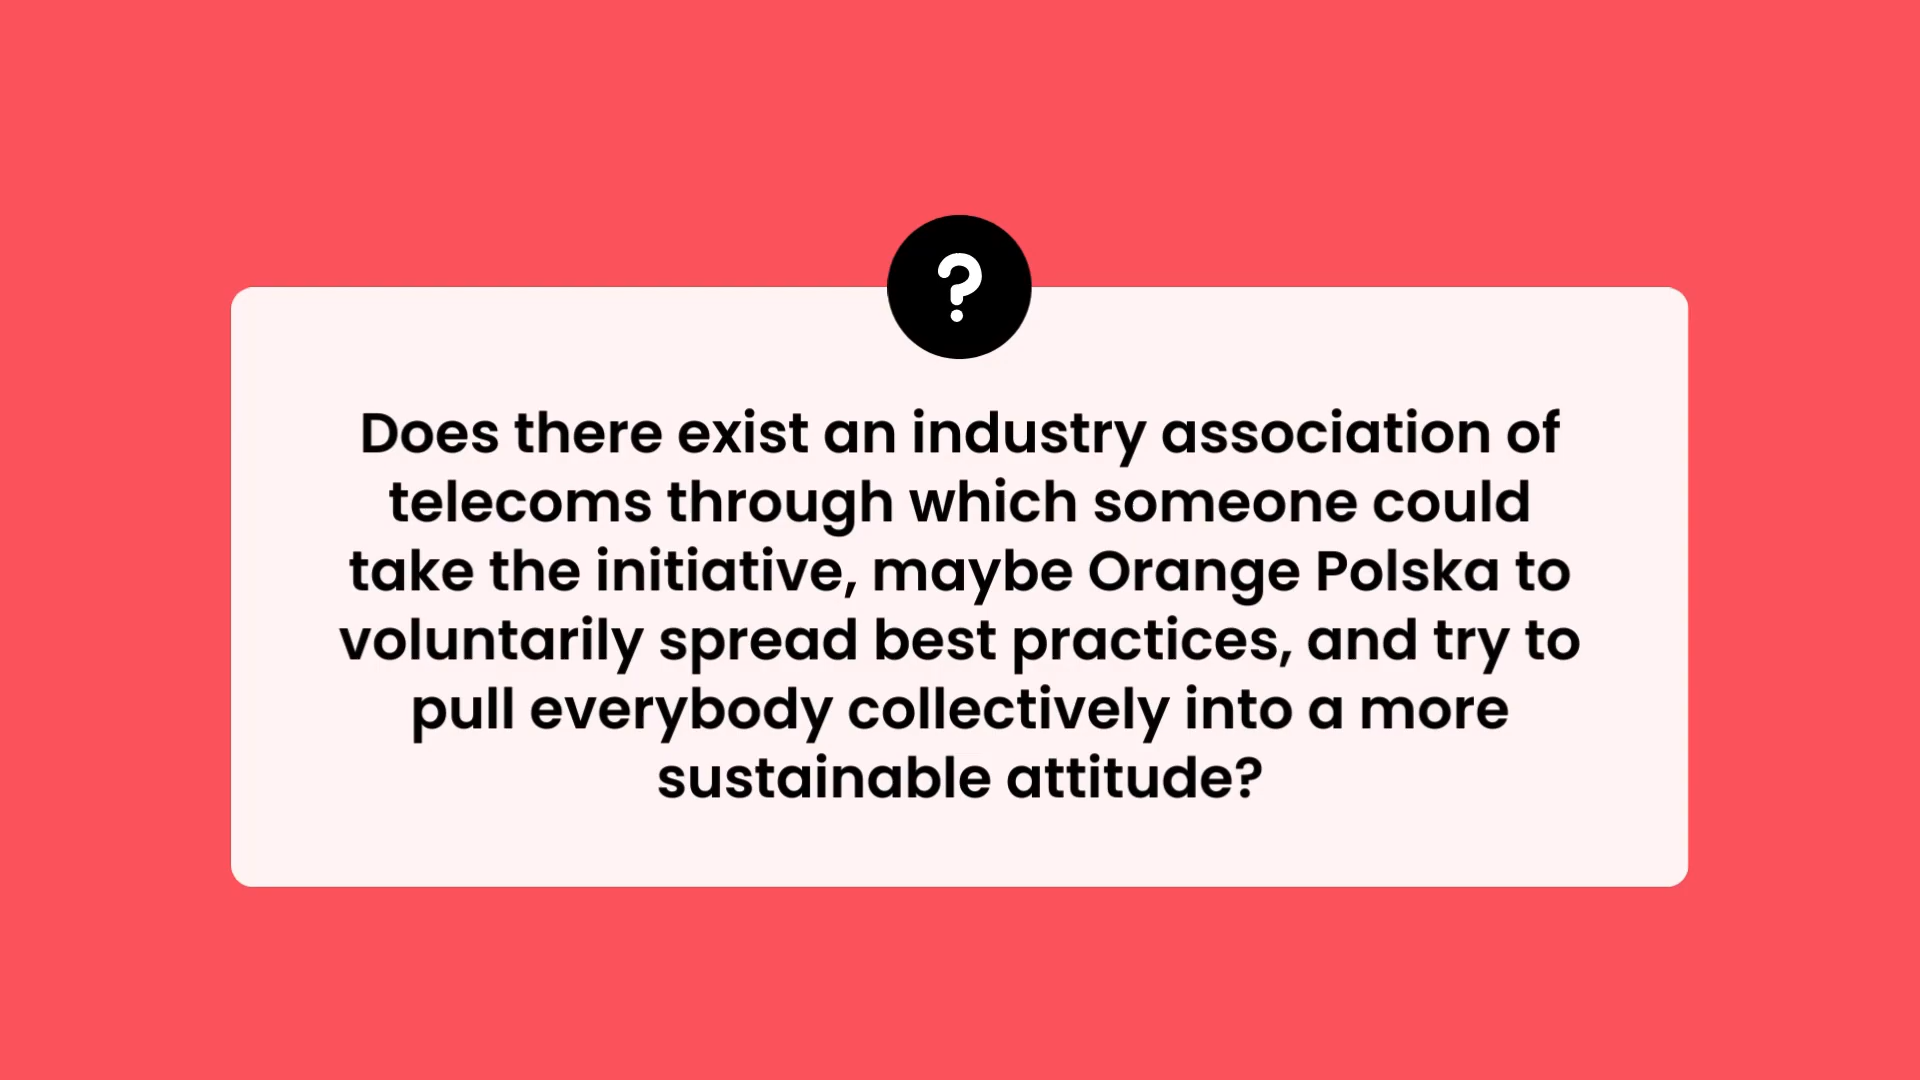 ?
Does there exist an industry association of
telecoms through which someone could
take the initiative, maybe Orange Polska to
voluntarily spread best practices, and try to
pull everybody collectively into a more
sustainable attitude?